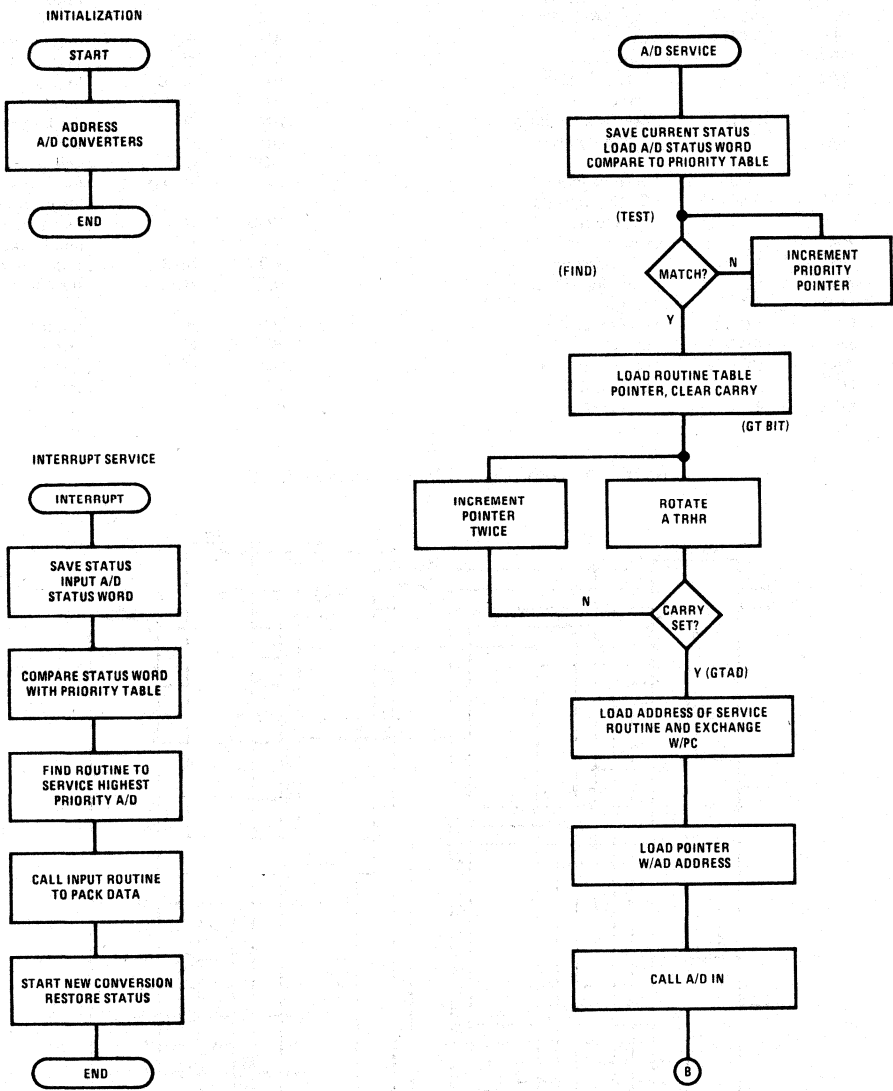 INITIALIZATION
START
ADDRESS
A/D CONVERTERS
END
INTERRUPT SERVICE
INTERRUPT
SAVE STATUS
INPUT A/D
STATUS WORD
COMPARE STATUS WORD
WITH PRIORITY TABLE
FIND ROUTINE TO
SERVICE HIGHEST
PRIORITY A/D
CALL INPUT ROUTINE
TO PACK DATA
START NEW CONVERSION
RESTORE STATUS
END
A/D SERVICE
SAVE CURRENT STATUS
LOAD A/D STATUS WORD
COMPARE TO PRIORITY TABLE
(TEST)
(FIND)
MATCH?
N
INCREMENT
PRIORITY
POINTER
Y
LOAD ROUTINE TABLE
POINTER, CLEAR CARRY
(GT BIT)
INCREMENT
POINTER
TWICE
ROTATE
A TRHR
N
CARRY
SET?
Y (GTAD)
LOAD ADDRESS OF SERVICE
ROUTINE AND EXCHANGE
W/PC
LOAD POINTER
W/AD ADDRESS
CALL A/D IN
B